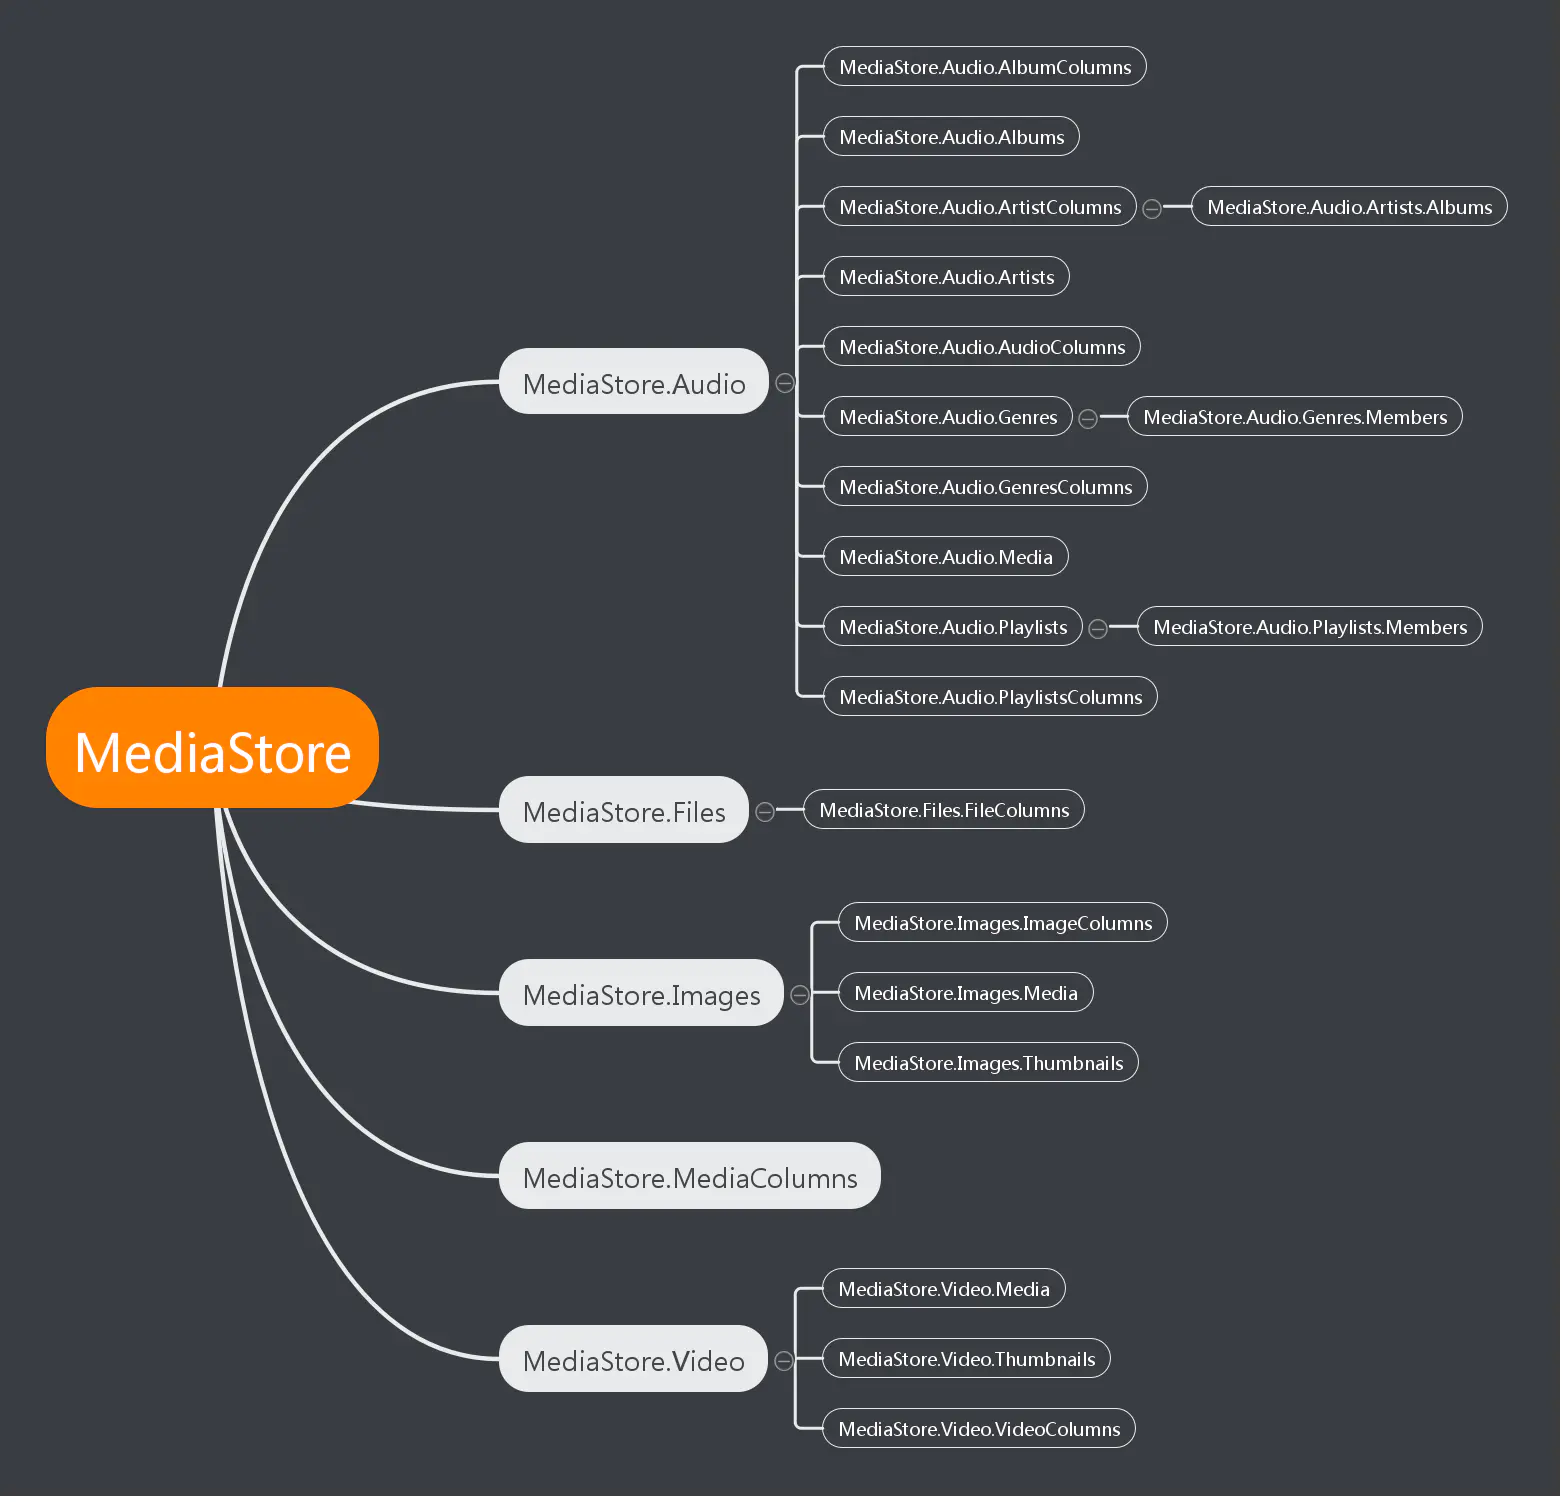 MediaStore
MediaStore.Audio
MediaStore.Audio.AlbumColumns
MediaStore.Audio.Albums
MediaStore.Audio.ArtistColumns
MediaStore.Audio.Artists.Albums
MediaStore.Audio.Artists
MediaStore.Audio.AudioColumns
MediaStore.Audio.Genres
MediaStore.Audio.Genres.Members
MediaStore.Audio.GenresColumns
MediaStore.Audio.Media
MediaStore.Audio.Playlists
MediaStore.Audio.Playlists.Members
MediaStore.Audio.PlaylistsColumns
MediaStore.Files
MediaStore.Files.FileColumns
MediaStore.Images
MediaStore.Images.ImageColumns
MediaStore.Images.Media
MediaStore.Images.Thumbnails
MediaStore.MediaColumns
MediaStore.Video
MediaStore.Video.Media
MediaStore.Video.Thumbnails
MediaStore.Video.VideoColumns